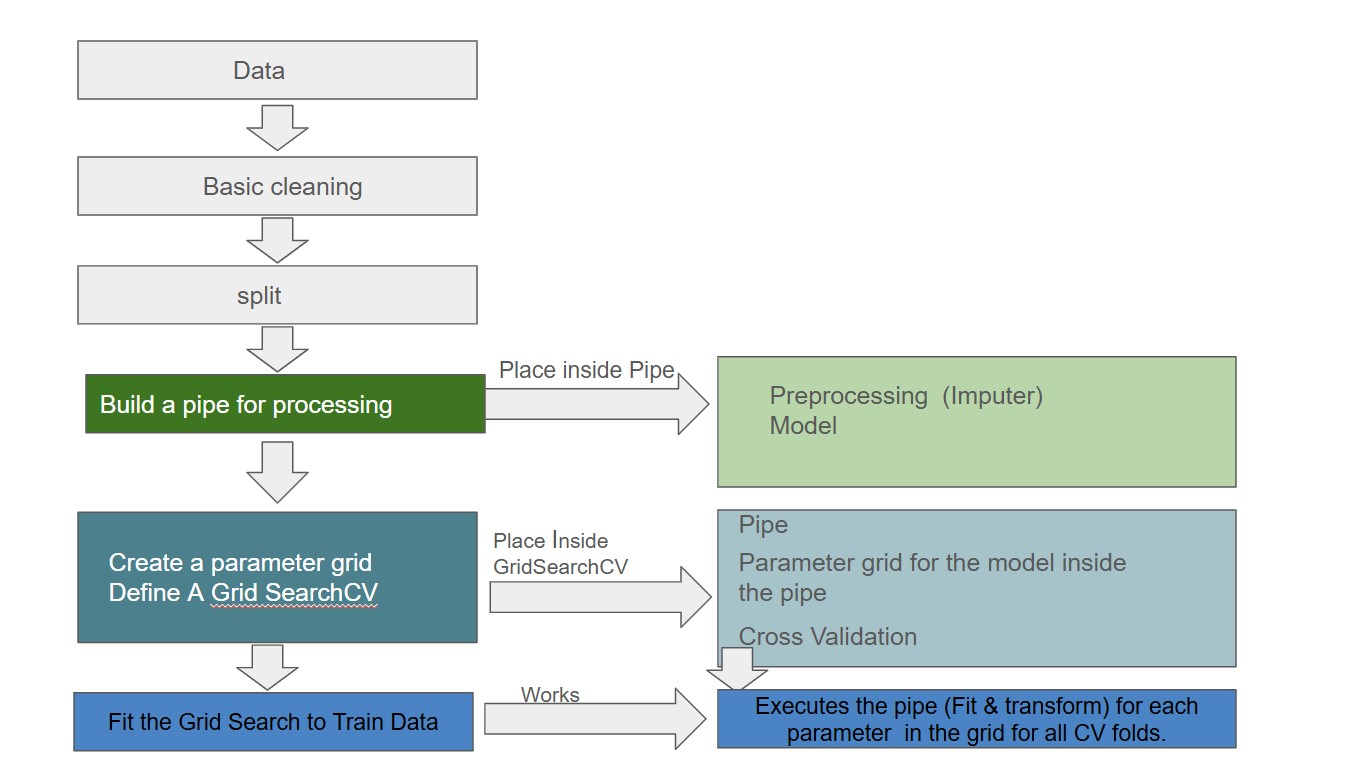 Data
Basic cleaning
split
Place inside Pipe
Build a pipe for processing
Preprocessing  (Imputer)
Model
Create a parameter grid
Define A Grid SearchCV
Place Inside
GridSearchCV
Pipe
Parameter grid for the model inside
the pipe
Cross Validation
Fit the Grid Search to Train Data
Works
Executes the pipe (Fit & transform) for each
parameter  in the grid for all CV folds.